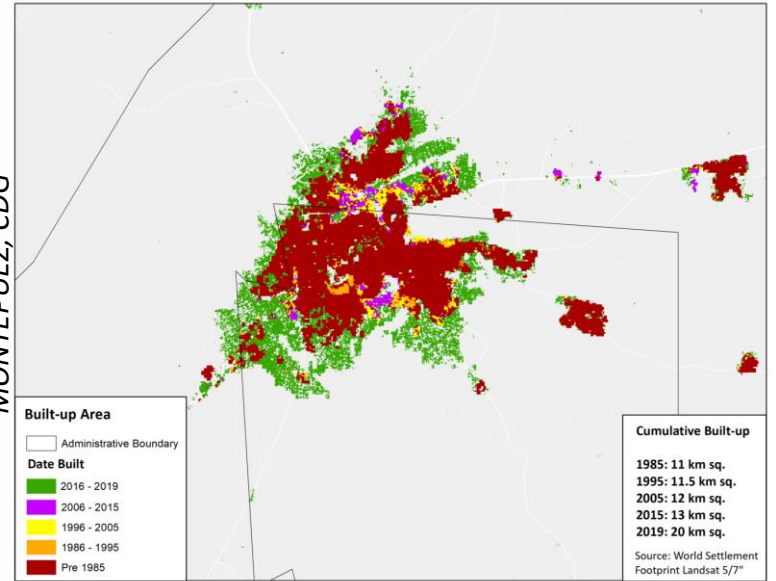 MONTEPUEZ, CDG
Built-up Area
Administrative Boundary
Date Built
2016 - 2019
2006 - 2015
1996 - 2005
1986 - 1995
Pre 1985
Cumulative Built-up
1985: 11 km sq.
1995: 11.5 km sq.
2005: 12 km sq.
2015: 13 km sq.
2019: 20 km sq.
Source: World Settlement
Footprint Landsat 5/7"